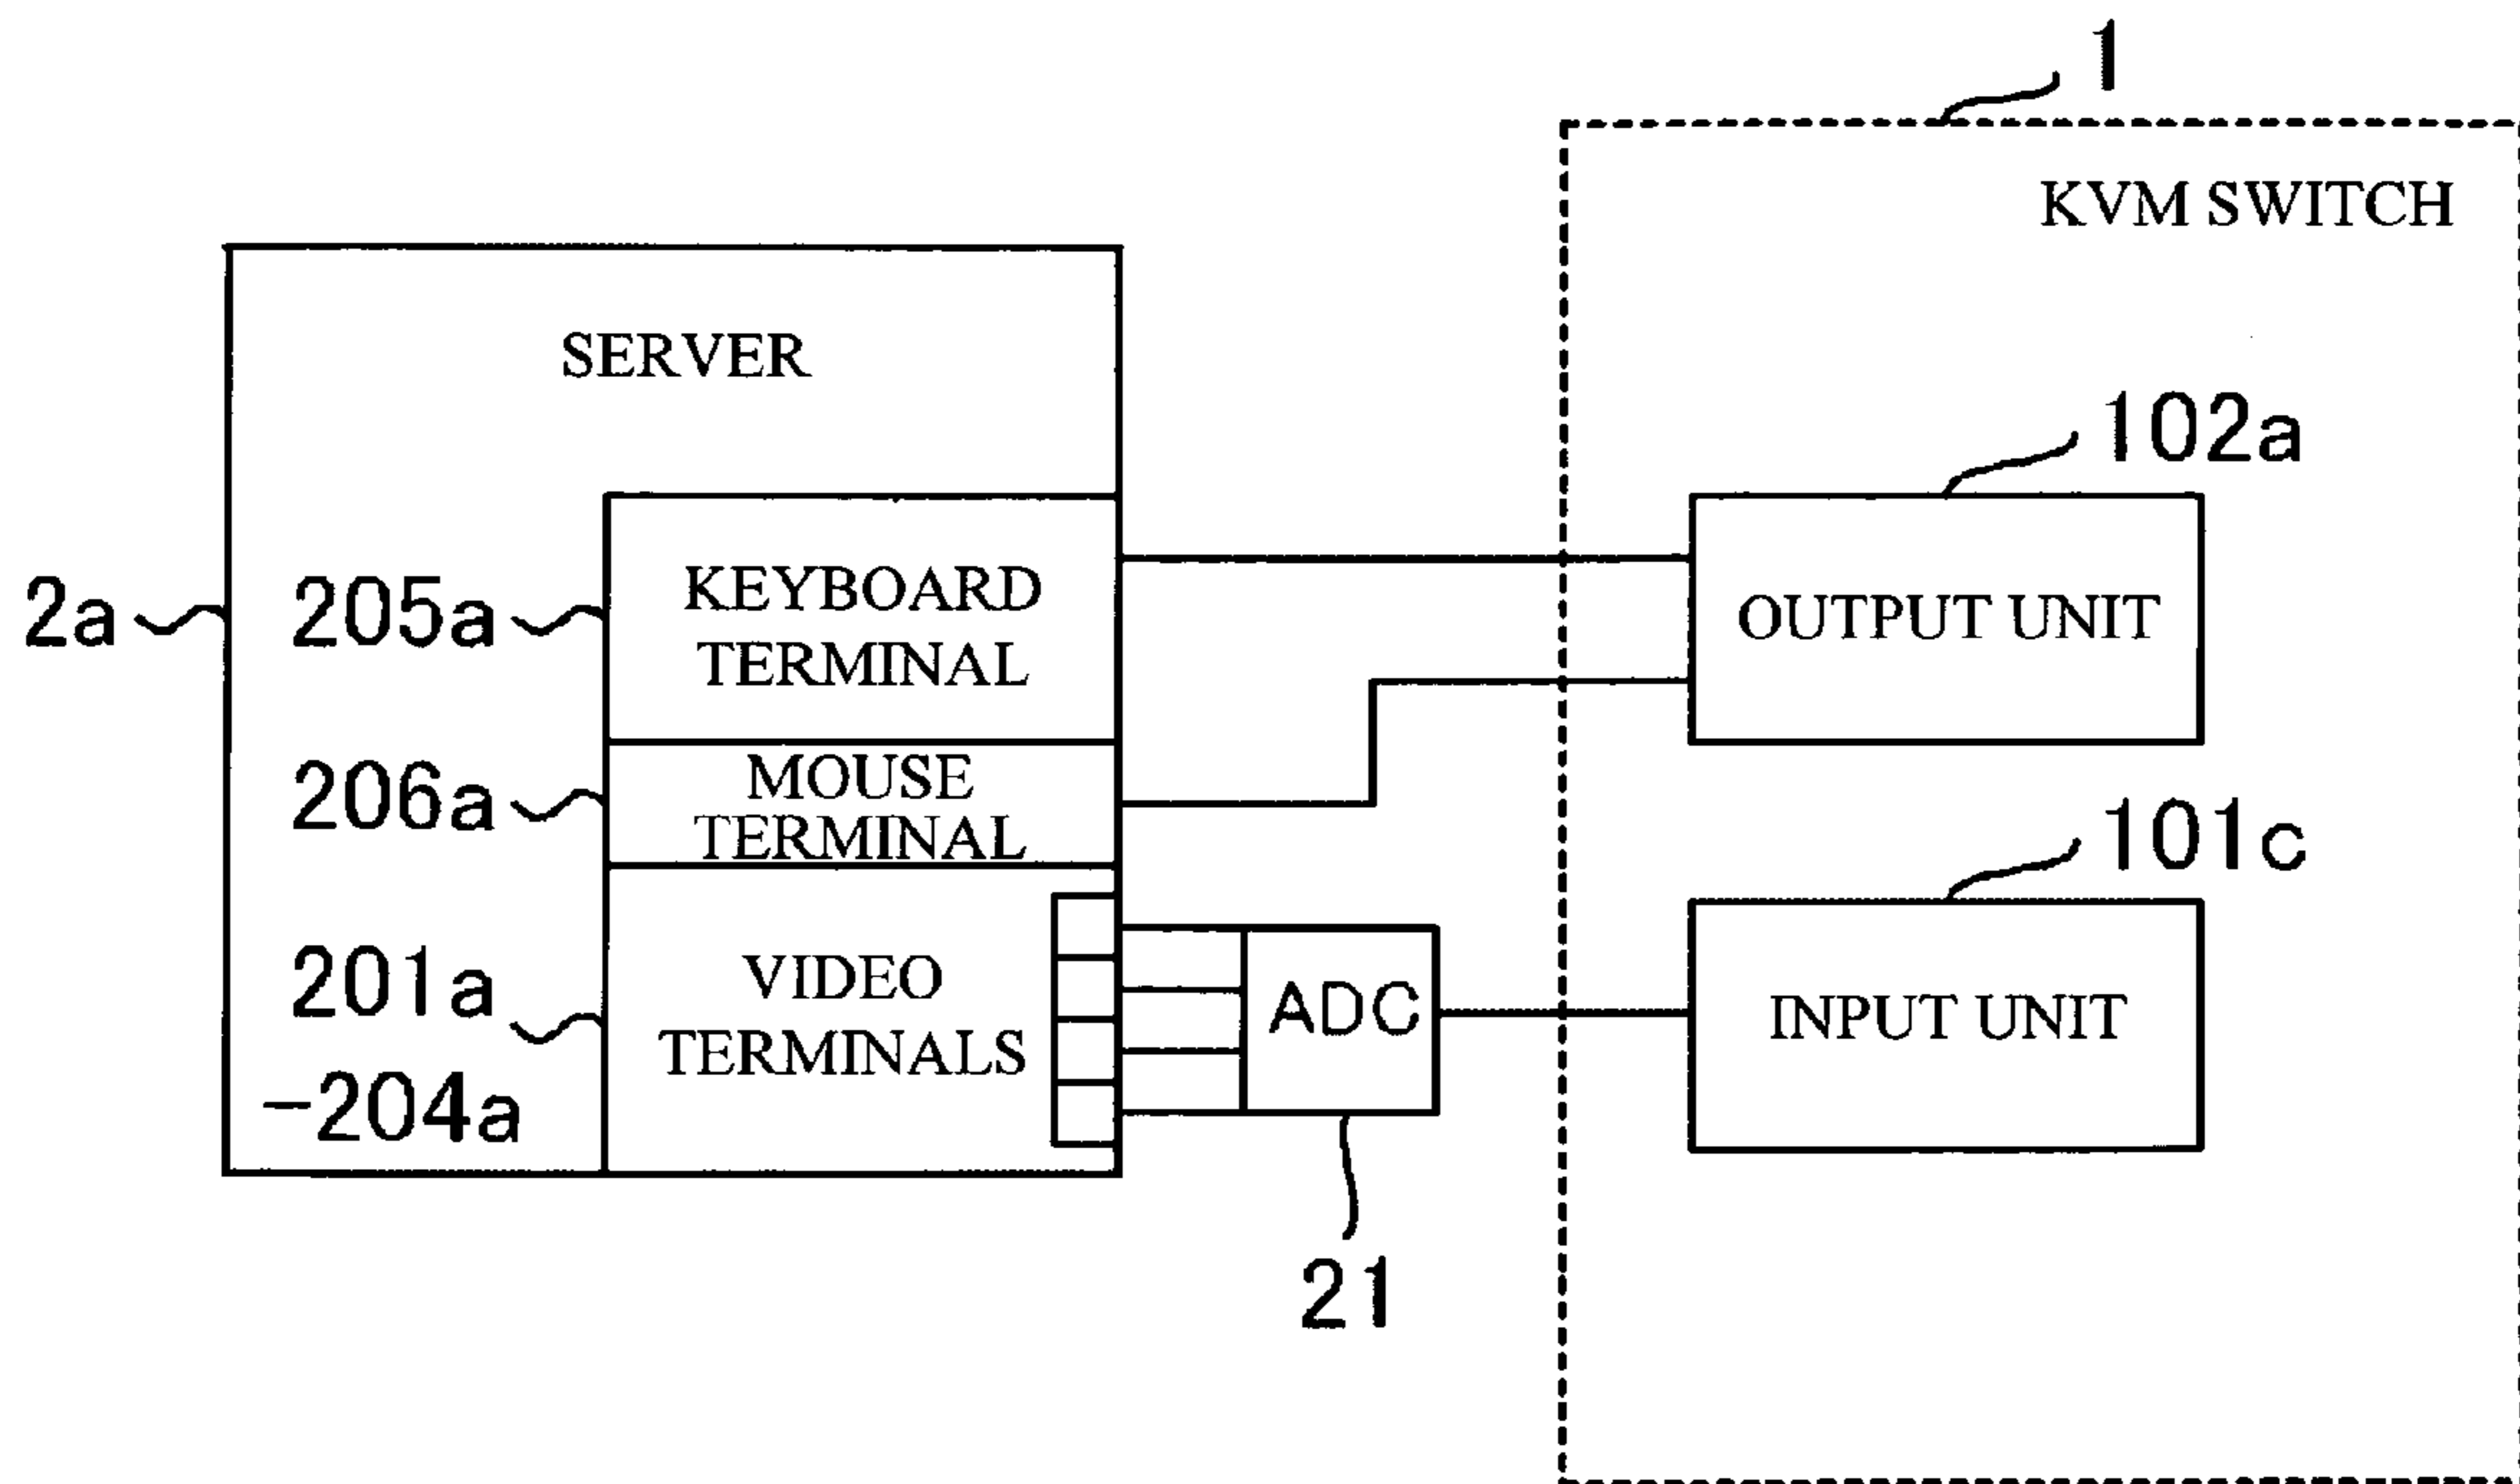 1
KVM SWITCH
SERVER
102a
2a
205a
KEYBOARD
TERMINAL
OUTPUT UNIT
206a
MOUSE
TERMINAL
101c
201a
-204a
VIDEO
TERMINALS
ADC
INPUT UNIT
21